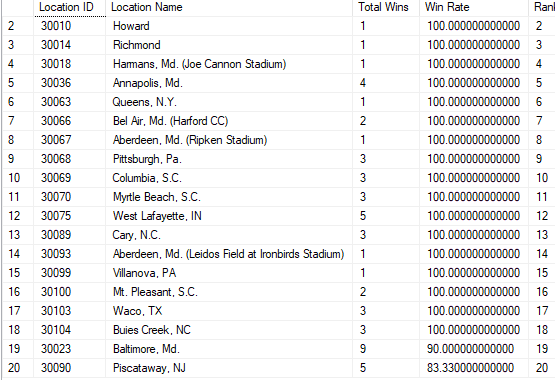 Location ID Location Name Total Wins Win Rate Rank
2 30010 Howard 1 100.000000000000 2
3 30014 Richmond 1 100.000000000000 3
4 30018 Harmans, Md. (Joe Cannon Stadium) 1 100.000000000000 4
5 30036 Annapolis, Md. 4 100.000000000000 5
6 30063 Queens, N.Y. 1 100.000000000000 6
7 30066 Bel Air, Md. (Harford CC) 2 100.000000000000 7
8 30067 Aberdeen, Md. (Ripken Stadium) 1 100.000000000000 8
9 30068 Pittsburgh, Pa. 3 100.000000000000 9
10 30069 Columbia, S.C. 3 100.000000000000 10
11 30070 Myrtle Beach, S.C. 3 100.000000000000 11
12 30075 West Lafayette, IN 5 100.000000000000 12
13 30089 Cary, N.C. 3 100.000000000000 13
14 30093 Aberdeen, Md. (Leidos Field at Ironbirds Stadium) 1 100.000000000000 14
15 30099 Villanova, PA 1 100.000000000000 15
16 30100 Mt. Pleasant, S.C. 2 100.000000000000 16
17 30103 Waco, TX 3 100.000000000000 17
18 30104 Buies Creek, NC 3 100.000000000000 18
19 30023 Baltimore, Md. 9 90.000000000000 19
20 30090 Piscataway, NJ 5 83.330000000000 20